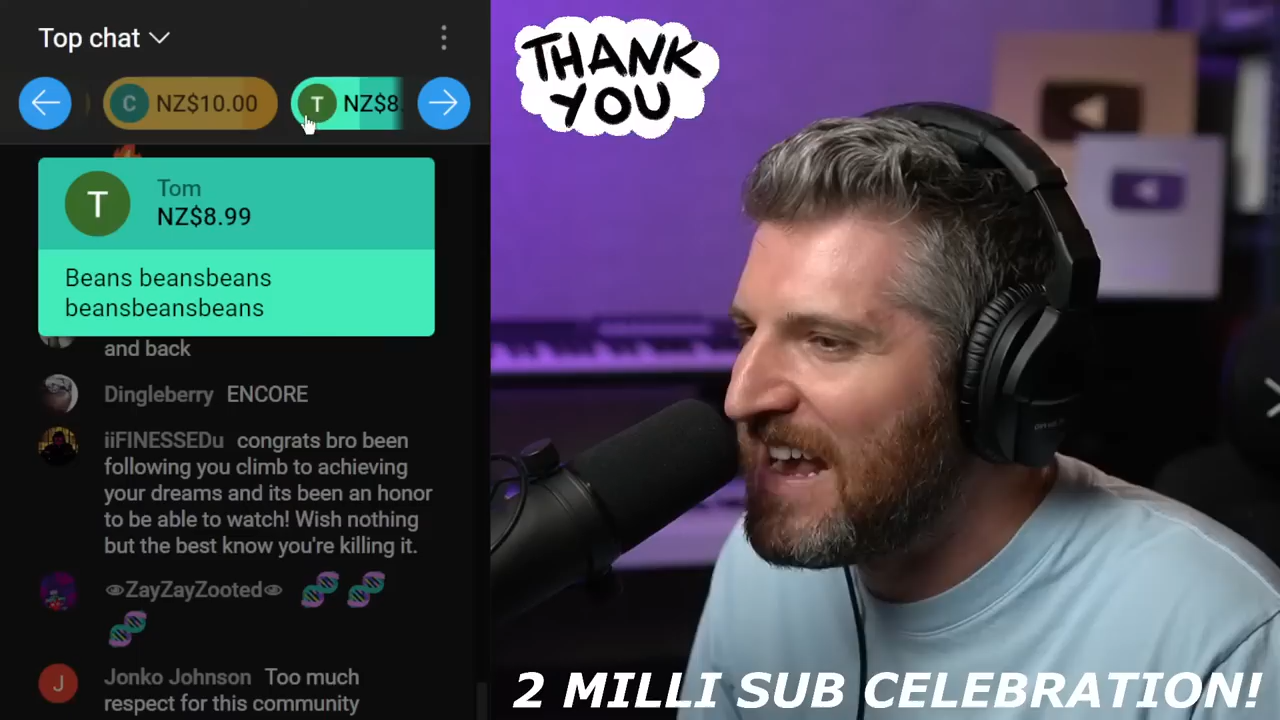 Top chat
C NZ$10.00
T NZ$8
T
Tom
NZ$8.99
Beans beansbeans
beansbeansbeans
and back
Dingleberry ENCORE
iiFINESSEDu congrats bro been
following you climb to achieving
your dreams and its been an honor
to be able to watch! Wish nothing
but the best know you're killing it.
👁ZayZayZooted👁 🧬 🧬
🧬
J
Jonko Johnson Too much
respect for this community
THANK
YOU
2 MILLI SUB CELEBRATION!